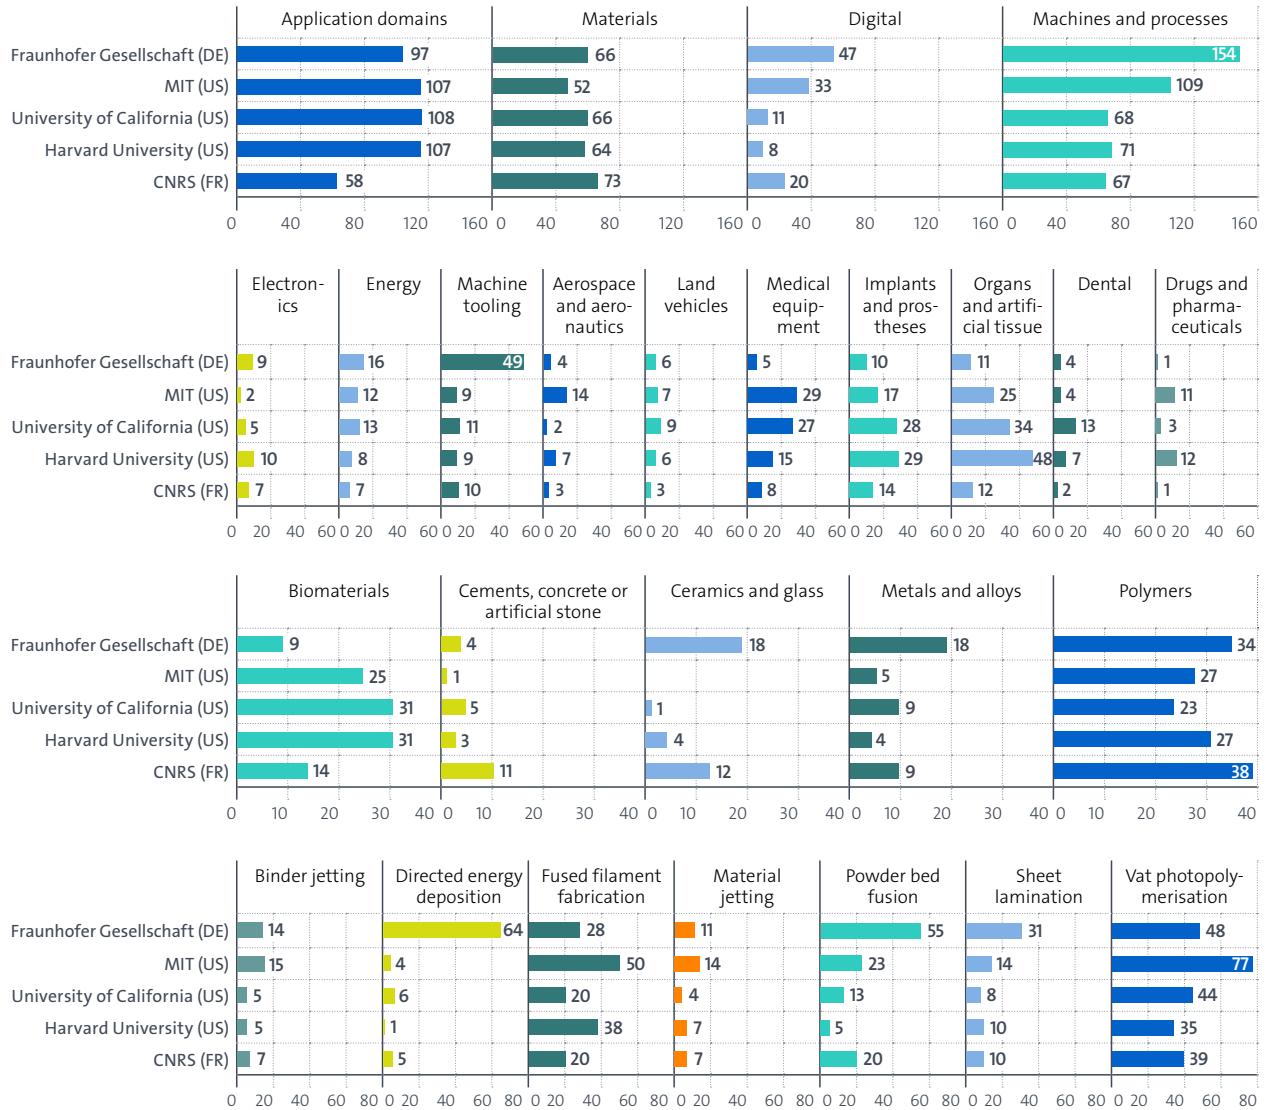 Application domains Materials Digital Machines and processes
Fraunhofer Gesellschaft (DE) 97 66 47 154
MIT (US) 107 52 33 109
University of California (US) 108 66 11 68
Harvard University (US) 107 64 8 71
CNRS (FR) 58 73 20 67
0 40 80 120 160 0 40 80 120 160 0 40 80 120 160 0 40 80 120 160
Electron- Energy Machine Aerospace Land Medical Implants Organs Dental Drugs and
ics tooling and aero- vehicles equip- and pros- and artifi- pharma-
nautics ment theses cial tissue ceuticals
Fraunhofer Gesellschaft (DE) 9 16 49 4 6 5 10 11 4 1
MIT (US) 2 12 9 14 7 29 17 25 4 11
University of California (US) 5 13 11 2 9 27 28 34 13 3
Harvard University (US) 10 8 9 7 6 15 29 48 7 12
CNRS (FR) 7 7 10 3 3 8 14 12 2 1
0 20 40 60 0 20 40 60 0 20 40 60 0 20 40 60 0 20 40 60 0 20 40 60 0 20 40 60 0 20 40 60 0 20 40 60 0 20 40 60
Biomaterials Cements, concrete or Ceramics and glass Metals and alloys Polymers
artificial stone
Fraunhofer Gesellschaft (DE) 9 4 18 18 34
MIT (US) 25 1 5 27
University of California (US) 31 5 1 9 23
Harvard University (US) 31 3 4 4 27
CNRS (FR) 14 11 12 9 38
0 10 20 30 40 0 10 20 30 40 0 10 20 30 40 0 10 20 30 40 0 10 20 30 40
Binder jetting Directed energy Fused filament Material Powder bed Sheet Vat photopoly-
deposition fabrication jetting fusion lamination merisation
Fraunhofer Gesellschaft (DE) 14 64 28 11 55 31 48
MIT (US) 15 4 50 14 23 14 77
University of California (US) 5 6 20 4 13 8 44
Harvard University (US) 5 1 38 7 5 10 35
CNRS (FR) 7 5 20 7 20 10 39
0 20 40 60 80 0 20 40 60 80 0 20 40 60 80 0 20 40 60 80 0 20 40 60 80 0 20 40 60 80 0 20 40 60 80